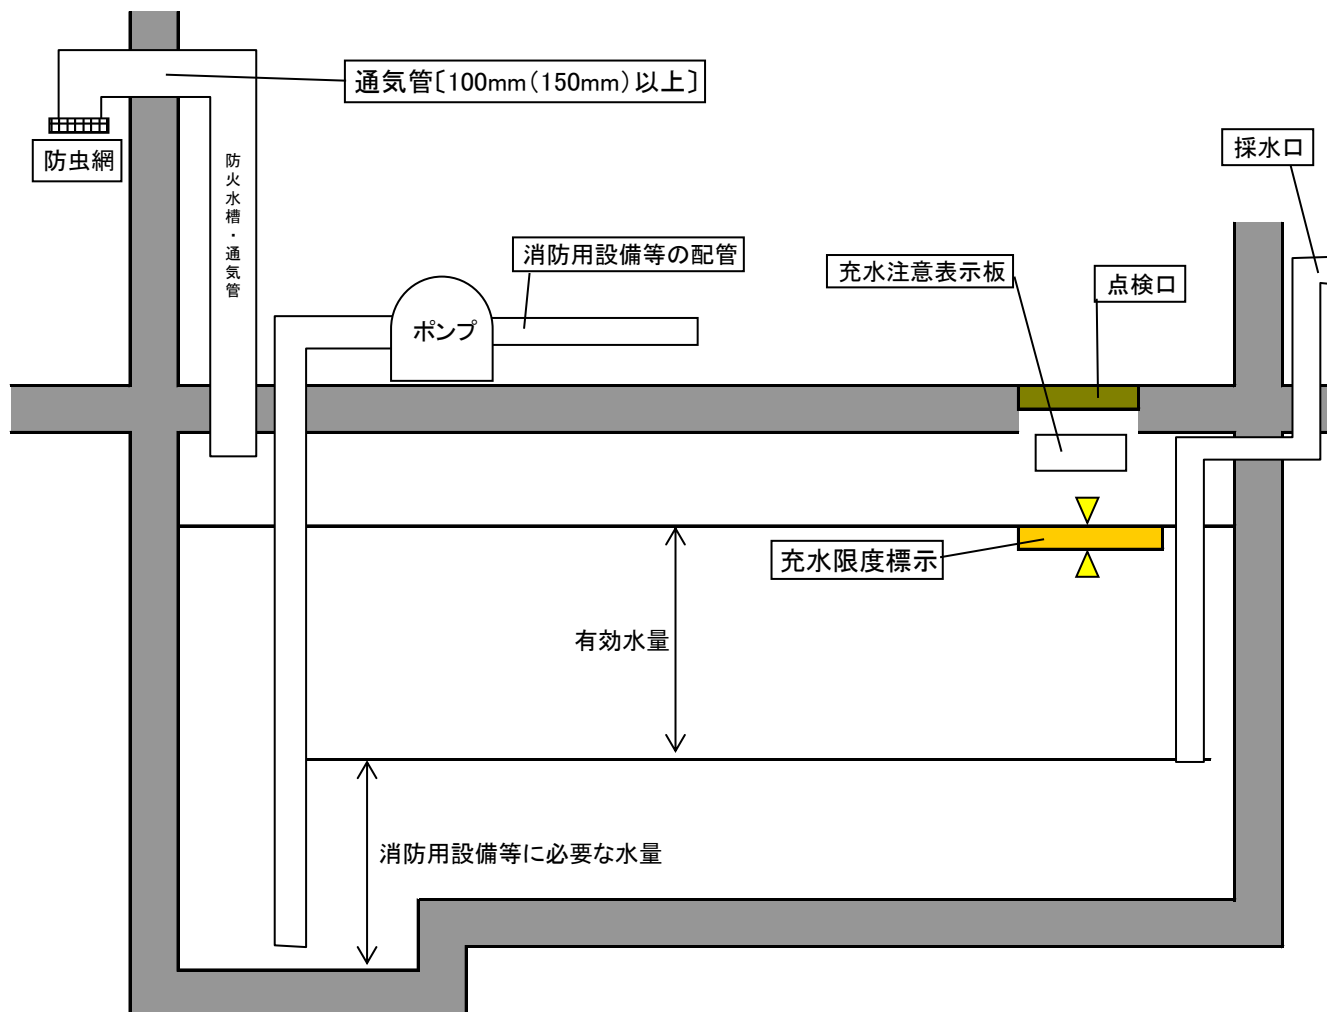 通気管〔100mm(150mm)以上〕
防虫網
防火水槽・通気管
採水口
消防用設備等の配管
充水注意表示板
点検口
ポンプ
充水限度標示
有効水量
消防用設備等に必要な水量